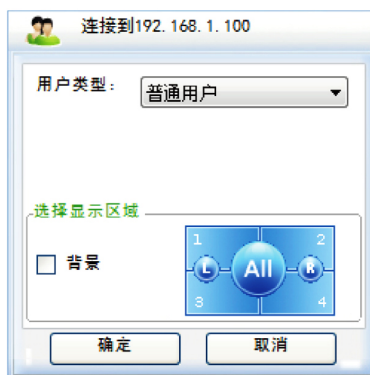 连接到192.168.1.100
用户类型：
普通用户
选择显示区域
背景
1 2
L All R
3 4
确定 取消